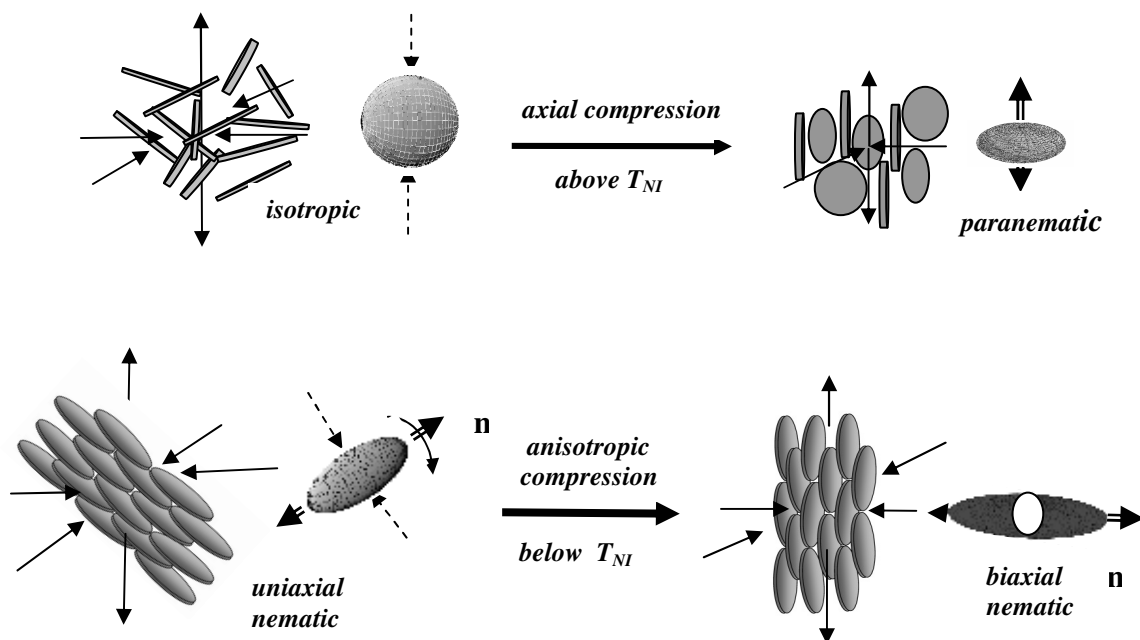 axial compression
above T_NI
isotropic
paranematic
n
anisotropic
compression
below T_NI
uniaxial
nematic
biaxial
nematic
n